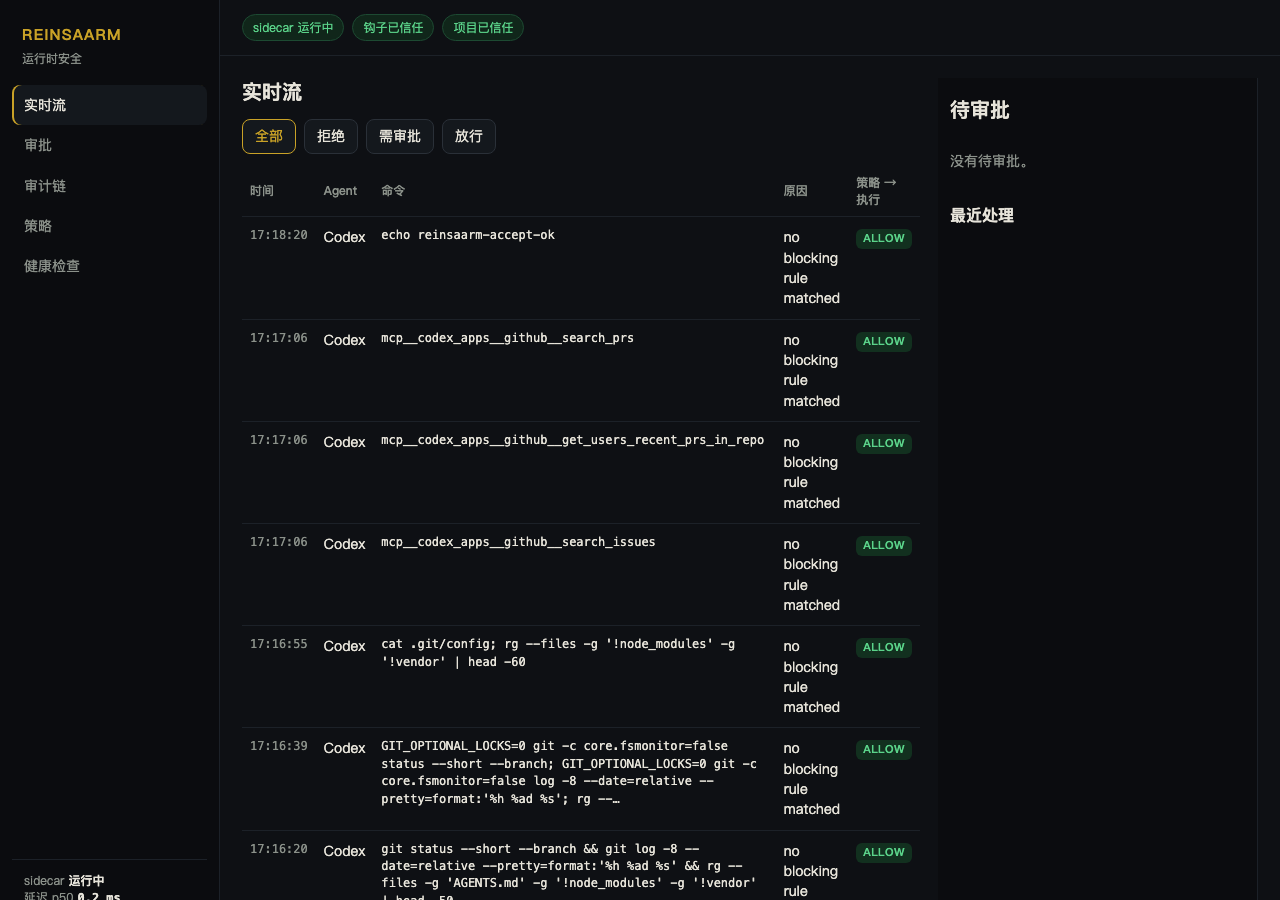 REINSAARM
运行时安全
实时流
审批
审计链
策略
健康检查
sidecar 运行中
延迟 p50 0.2 ms
sidecar 运行中
钩子已信任
项目已信任
实时流
全部
拒绝
需审批
放行
时间
Agent
命令
原因
策略 →
执行
17:18:20
Codex
echo reinsaarm-accept-ok
no
blocking
rule
matched
ALLOW
17:17:06
Codex
mcp__codex_apps__github__search_prs
no
blocking
rule
matched
ALLOW
17:17:06
Codex
mcp__codex_apps__github__get_users_recent_prs_in_repo
no
blocking
rule
matched
ALLOW
17:17:06
Codex
mcp__codex_apps__github__search_issues
no
blocking
rule
matched
ALLOW
17:16:55
Codex
cat .git/config; rg --files -g '!node_modules' -g
'!vendor' | head -60
no
blocking
rule
matched
ALLOW
17:16:39
Codex
GIT_OPTIONAL_LOCKS=0 git -c core.fsmonitor=false
status --short --branch; GIT_OPTIONAL_LOCKS=0 git -c
core.fsmonitor=false log -8 --date=relative --
pretty=format:'%h %ad %s'; rg --…
no
blocking
rule
matched
ALLOW
17:16:20
Codex
git status --short --branch && git log -8 --
date=relative --pretty=format:'%h %ad %s' && rg --
files -g 'AGENTS.md' -g '!node_modules' -g '!vendor'
| head -50
no
blocking
rule
ALLOW
待审批
没有待审批。
最近处理